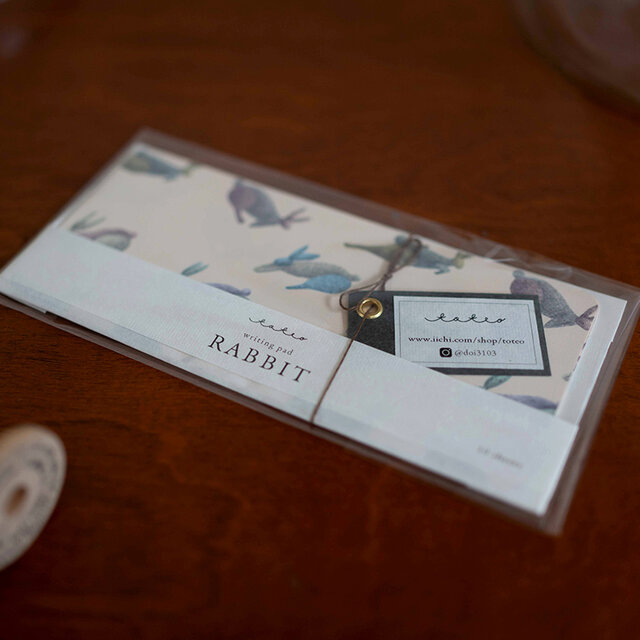 toteo
writing pad
RABBIT
toteo
www.iichi.com/shop/toteo
@doi3103